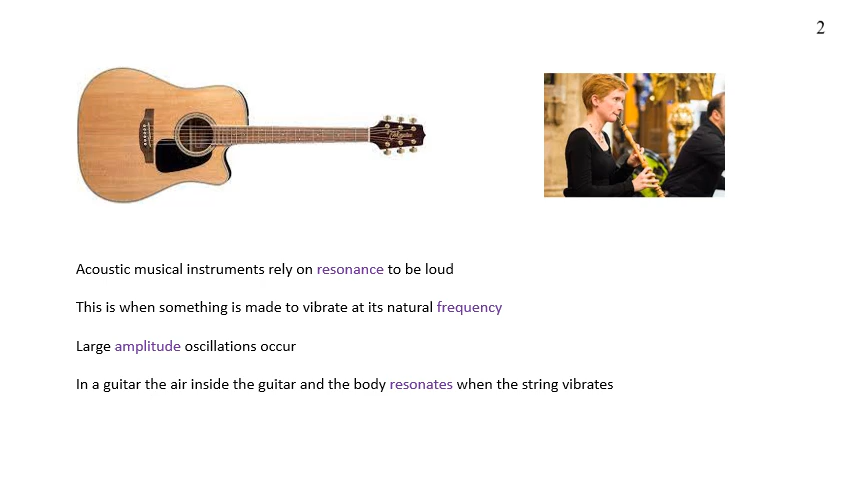 2
Acoustic musical instruments rely on resonance to be loud
This is when something is made to vibrate at its natural frequency
Large amplitude oscillations occur
In a guitar the air inside the guitar and the body resonates when the string vibrates